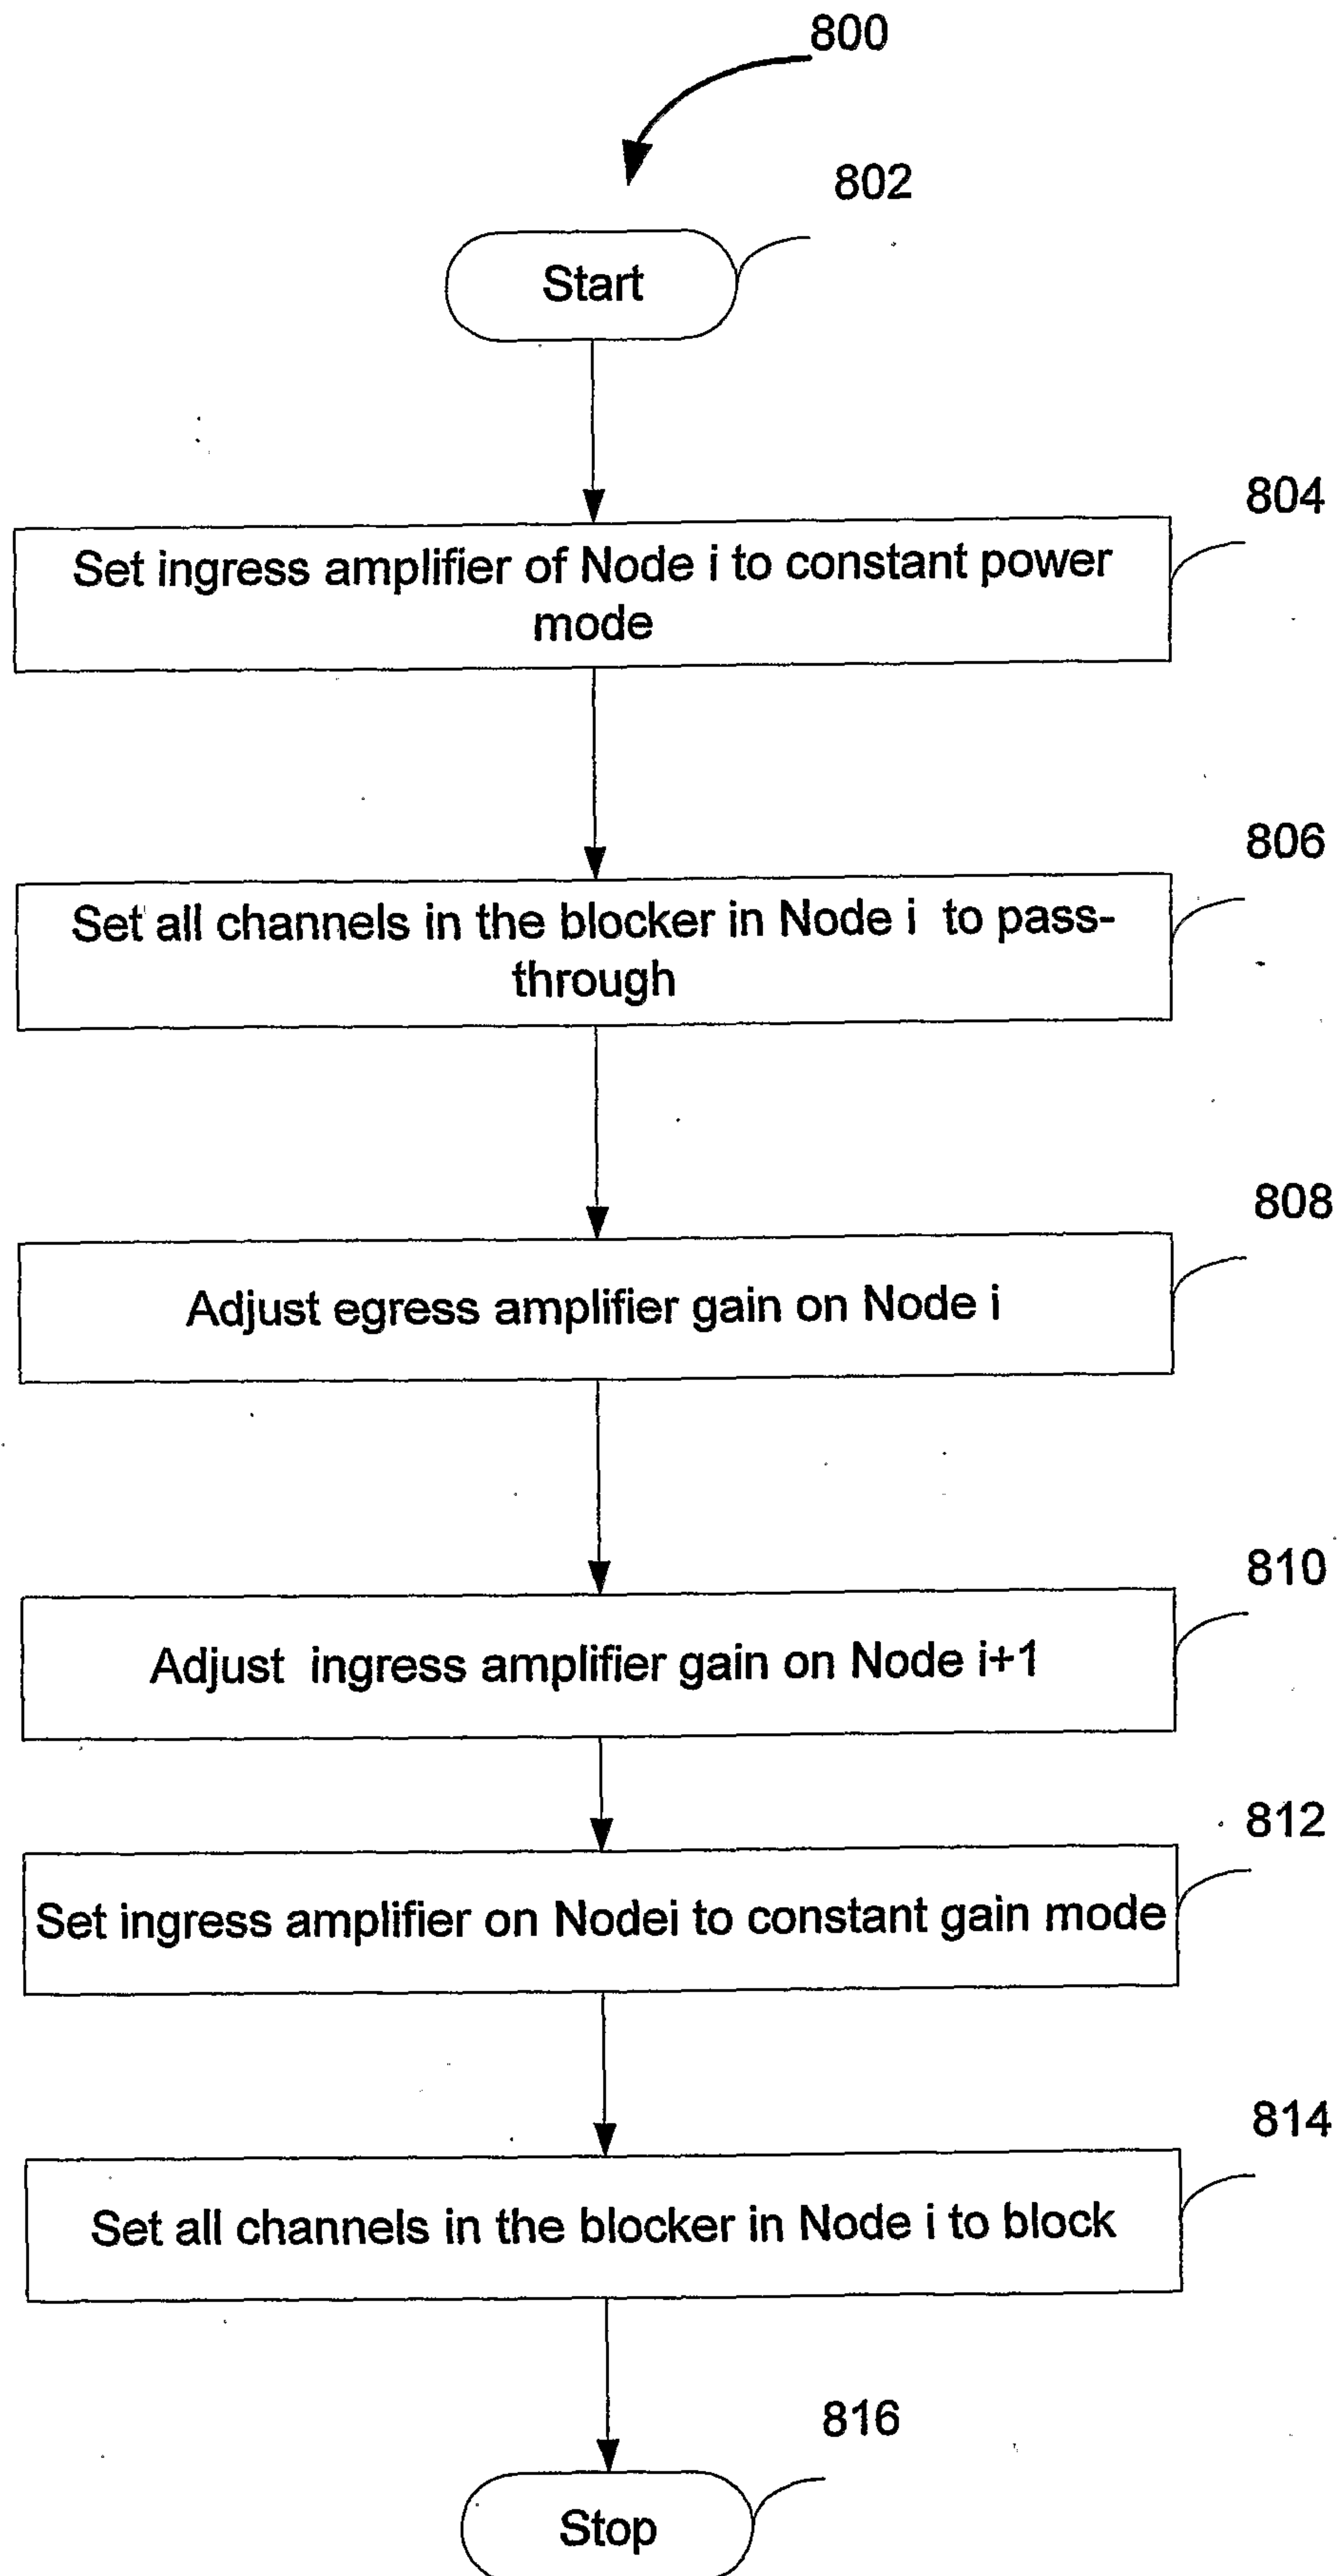 800
802
Start
804
Set ingress amplifier of Node i to constant power
mode
806
Set all channels in the blocker in Node i to pass-
through
808
Adjust egress amplifier gain on Node i
810
Adjust ingress amplifier gain on Node i+1
812
Set ingress amplifier on Nodei to constant gain mode
814
Set all channels in the blocker in Node i to block
816
Stop